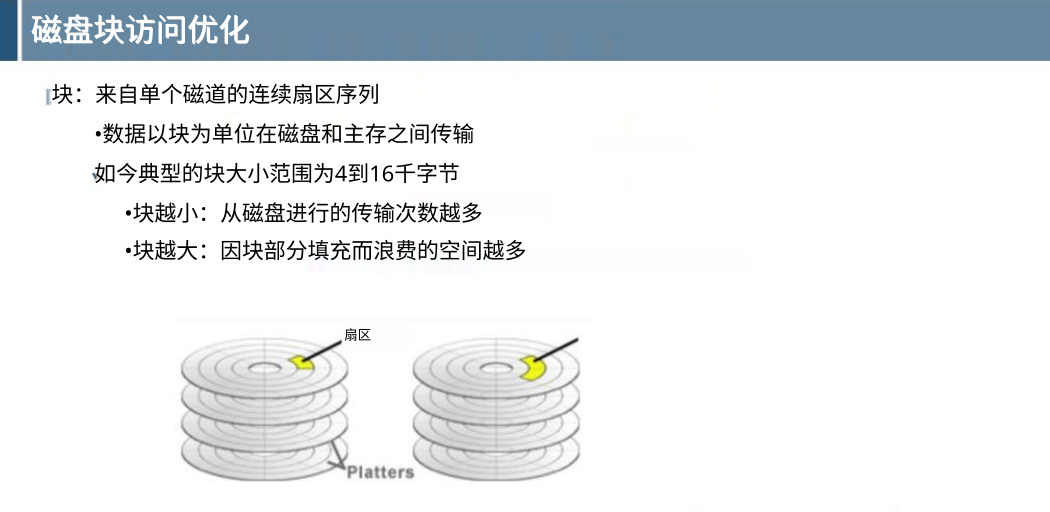 磁盘块访问优化
块：来自单个磁道的连续扇区序列
•数据以块为单位在磁盘和主存之间传输
如今典型的块大小范围为4到16千字节
•块越小：从磁盘进行的传输次数越多
•块越大：因块部分填充而浪费的空间越多
扇区
Platters